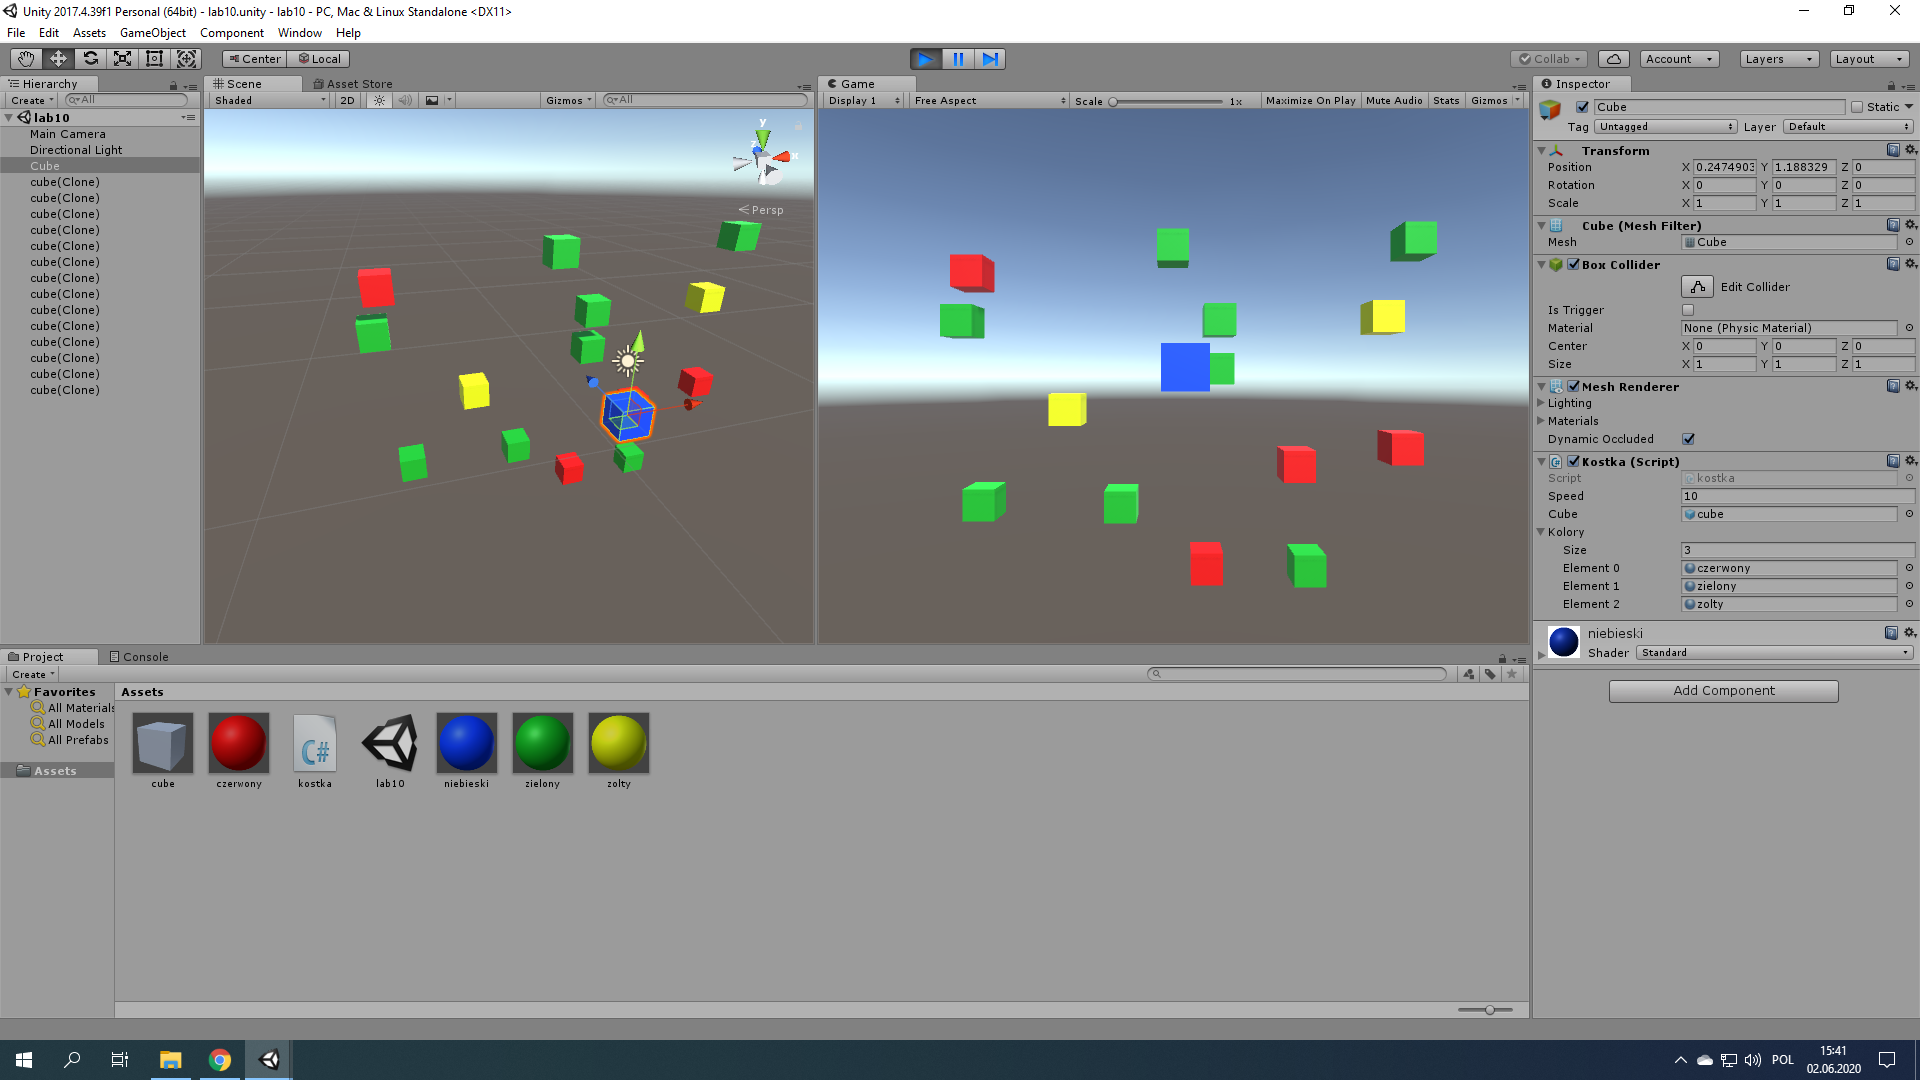 Unity 2017.4.39f1 Personal (64bit) - lab10.unity - lab10 - PC, Mac & Linux Standalone <DX11>
File Edit Assets GameObject Component Window Help
Center Local
Collab Account Layers Layout
Hierarchy
Create All
lab10
Main Camera
Directional Light
Cube
cube(Clone)
cube(Clone)
cube(Clone)
cube(Clone)
cube(Clone)
cube(Clone)
cube(Clone)
cube(Clone)
cube(Clone)
cube(Clone)
cube(Clone)
cube(Clone)
cube(Clone)
cube(Clone)
Scene Asset Store
Shaded 2D Gizmos All
y
x
z
Persp
Game
Display 1 Free Aspect Scale 1x Maximize On Play Mute Audio Stats Gizmos
Inspector
Cube Static
Tag Untagged Layer Default
Transform
Position X 0.2474903 Y 1.188329 Z 0
Rotation X 0 Y 0 Z 0
Scale X 1 Y 1 Z 1
Cube (Mesh Filter)
Mesh Cube
Box Collider
Edit Collider
Is Trigger
Material None (Physic Material)
Center X 0 Y 0 Z 0
Size X 1 Y 1 Z 1
Mesh Renderer
Lighting
Materials
Dynamic Occluded
Kostka (Script)
Script kostka
Speed 10
Cube cube
Kolory
Size 3
Element 0 czerwony
Element 1 zielony
Element 2 zolty
niebieski
Shader Standard
Add Component
Project Console
Create
Favorites
All Materials
All Models
All Prefabs
Assets
Assets
C#
cube czerwony kostka lab10 niebieski zielony zolty
POL
15:41
02.06.2020